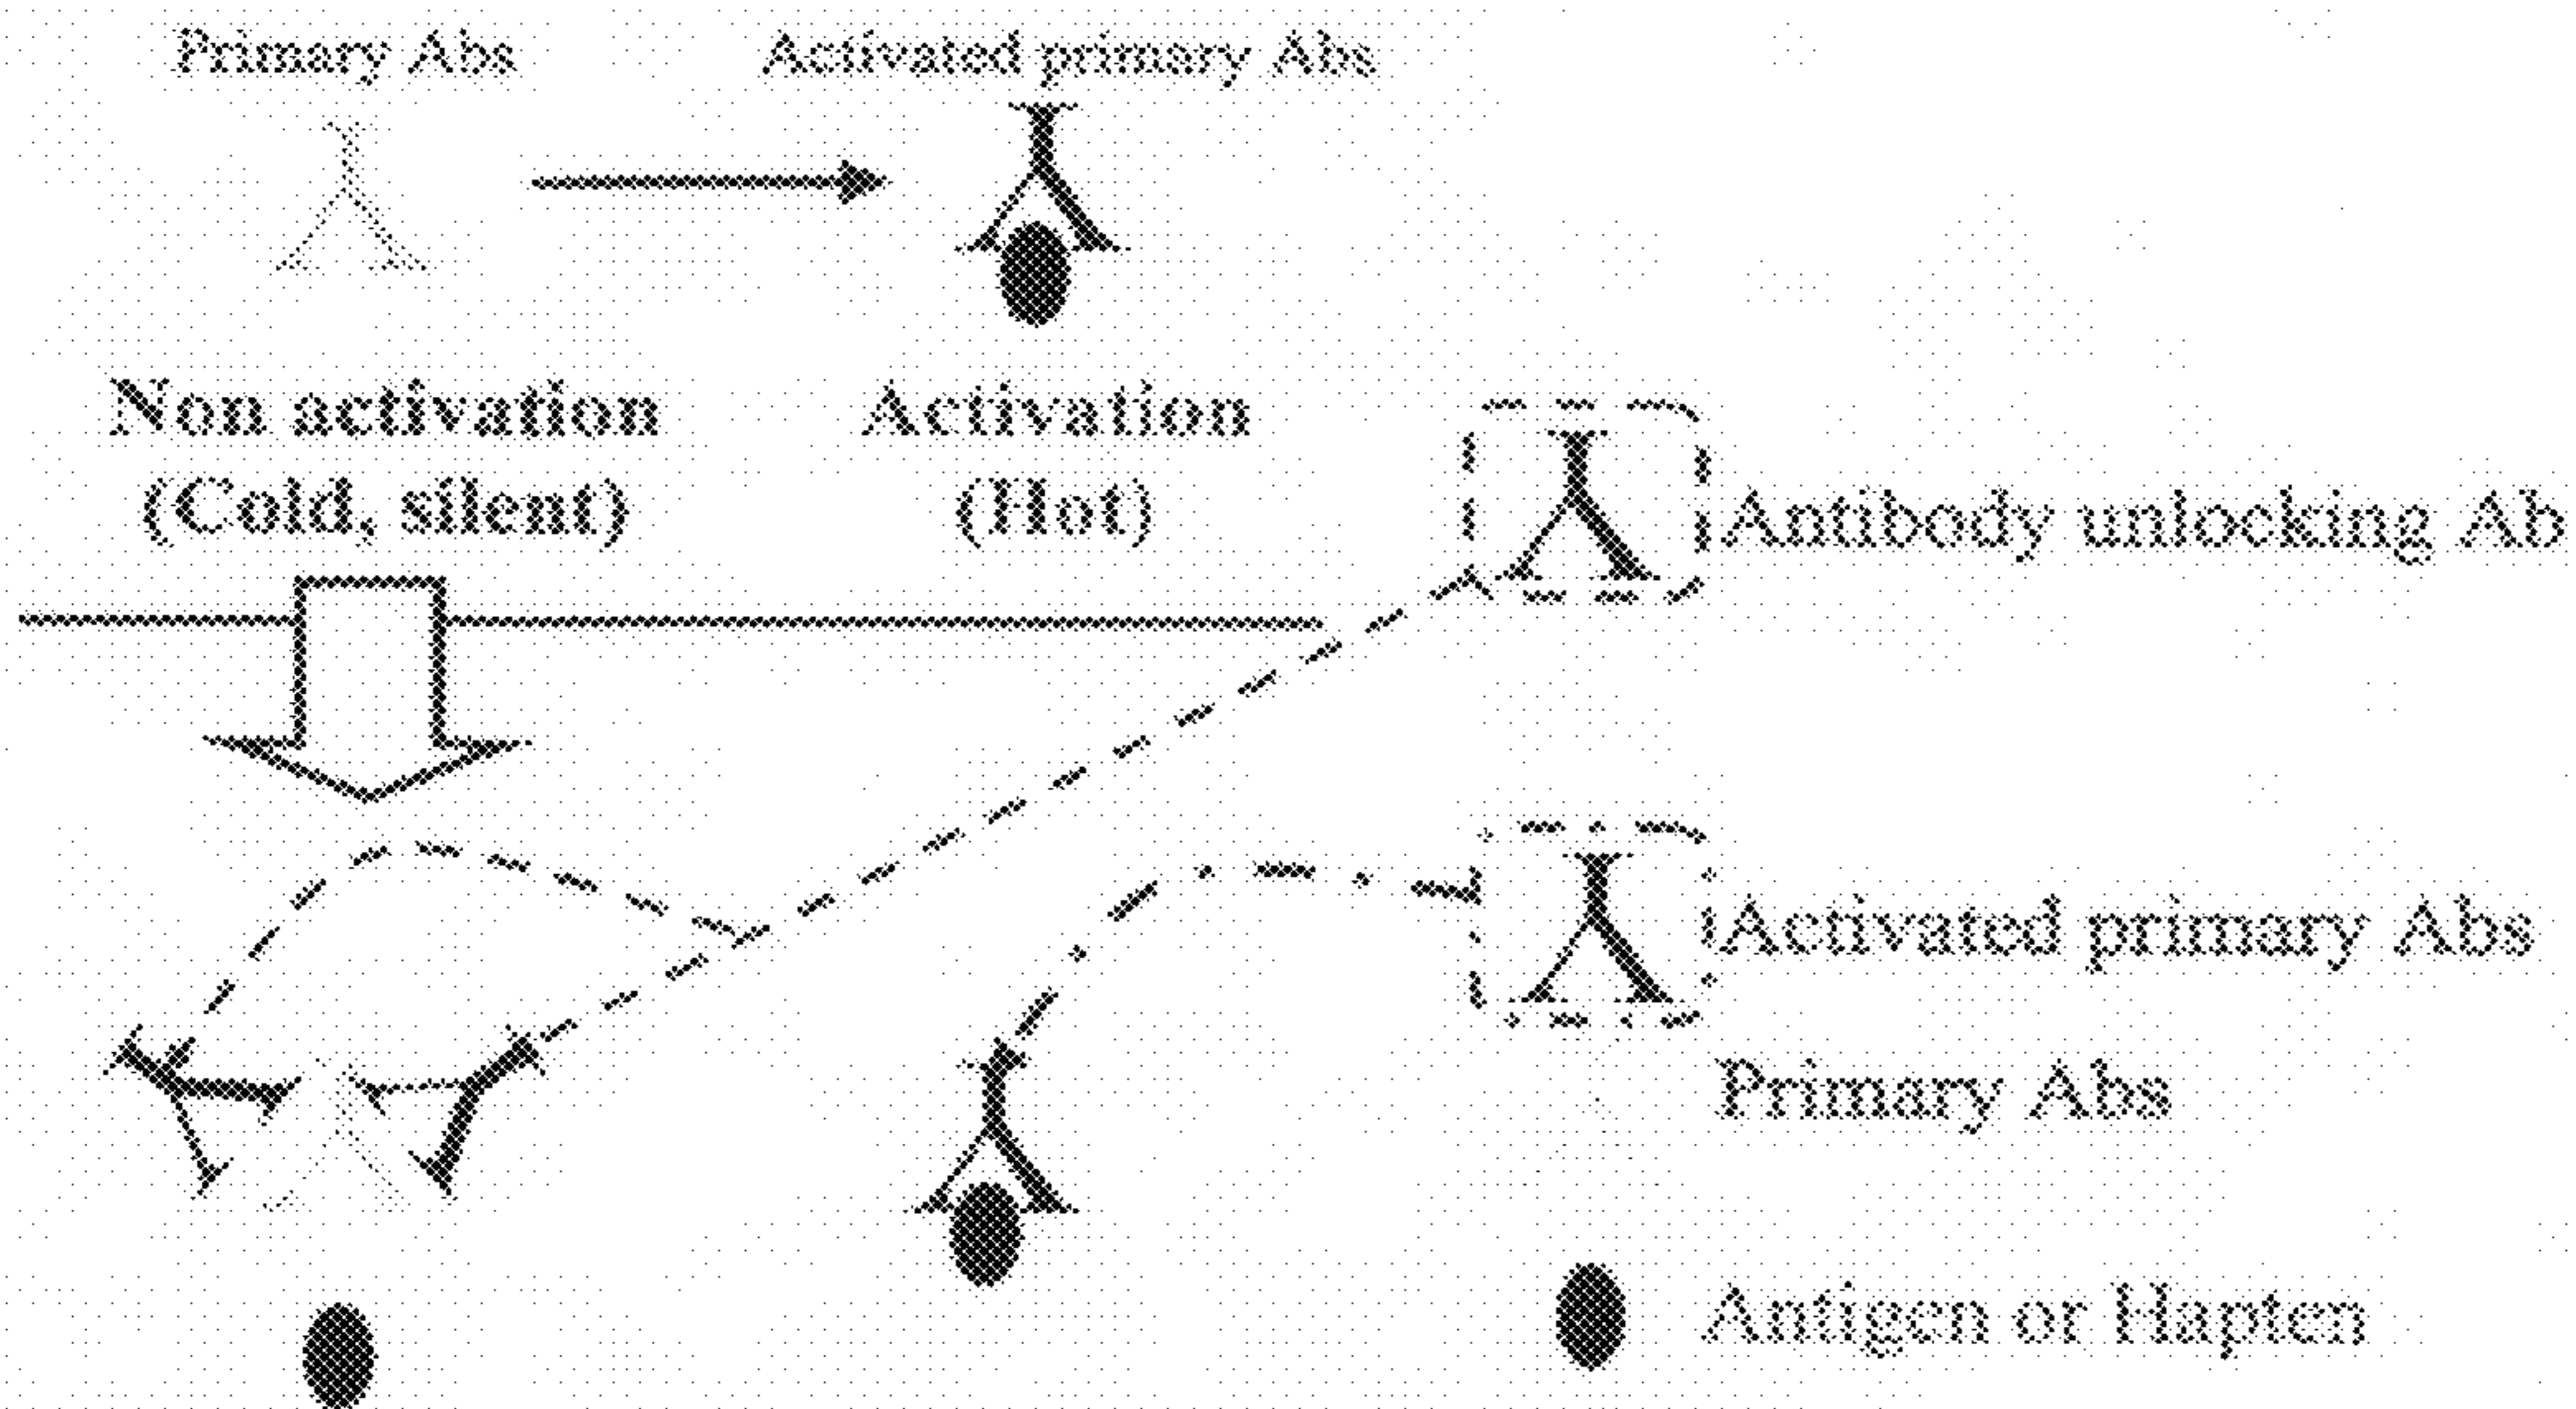 Primary Abs
Activated primary Abs
Non activation
(Cold, silent)
Activation
(Hot)
Antibody unlocking Ab
Activated primary Abs
Primary Abs
Antigen or Hapten